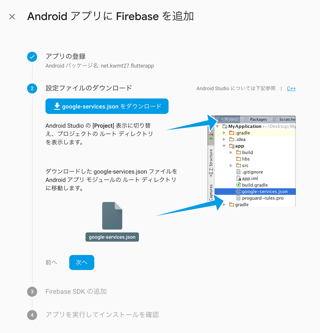 Android アプリに Firebase を追加
アプリの登録
Android パッケージ名: net.kwmt27.flutterapp
2 設定ファイルのダウンロード
Android Studio については下記参照 | C++
google-services.json をダウンロード
Android Studio の [Project] 表示に切り替え、プロジェクトの ルート ディレクトリを表示します。
ダウンロードした google-services.json ファイルを Android アプリ モジュールの ルート ディレクトリに移動します。
google-services.json
Project
Packages
Scratches
MyApplication
.gradle
.idea
app
build
libs
src
.gitignore
app.iml
build.gradle
google-services.json
proguard-rules.pro
gradle
Structure
Captures
前へ
次へ
3 Firebase SDK の追加
4 アプリを実行してインストールを確認